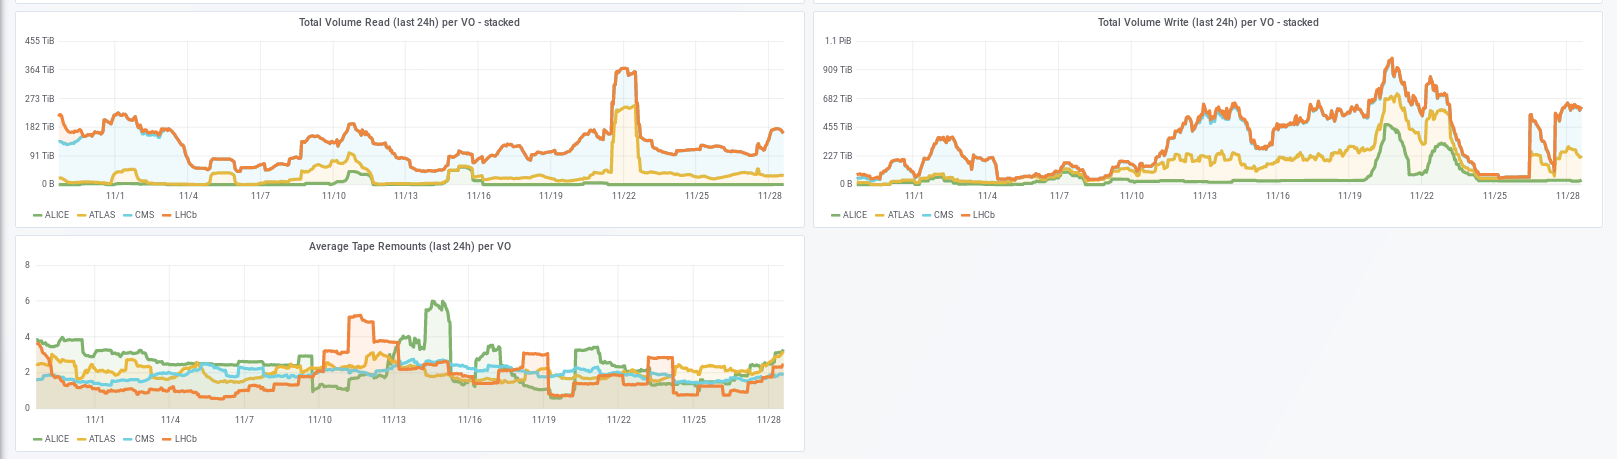 Total Volume Read (last 24h) per VO - stacked
455 TiB
364 TiB
273 TiB
182 TiB
91 TiB
0 B
11/1 11/4 11/7 11/10 11/13 11/16 11/19 11/22 11/25 11/28
ALICE ATLAS CMS LHCb
Total Volume Write (last 24h) per VO - stacked
1.1 PiB
909 TiB
682 TiB
455 TiB
227 TiB
0 B
11/1 11/4 11/7 11/10 11/13 11/16 11/19 11/22 11/25 11/28
ALICE ATLAS CMS LHCb
Average Tape Remounts (last 24h) per VO
8
6
4
2
0
11/1 11/4 11/7 11/10 11/13 11/16 11/19 11/22 11/25 11/28
ALICE ATLAS CMS LHCb